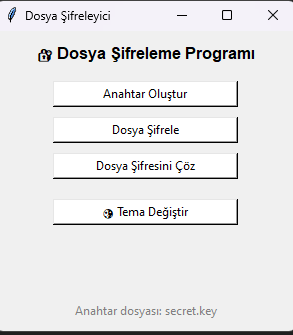 Dosya Şifreleyici
🔐 Dosya Şifreleme Programı
Anahtar Oluştur
Dosya Şifrele
Dosya Şifresini Çöz
🎨 Tema Değiştir
Anahtar dosyası: secret.key